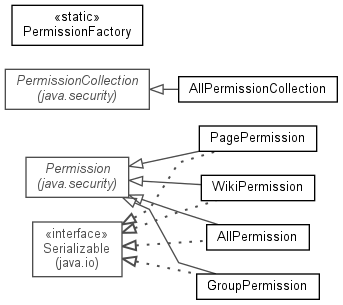 «static»
PermissionFactory
PermissionCollection
(java.security)
AllPermissionCollection
PagePermission
Permission
(java.security)
WikiPermission
«interface»
Serializable
(java.io)
AllPermission
GroupPermission